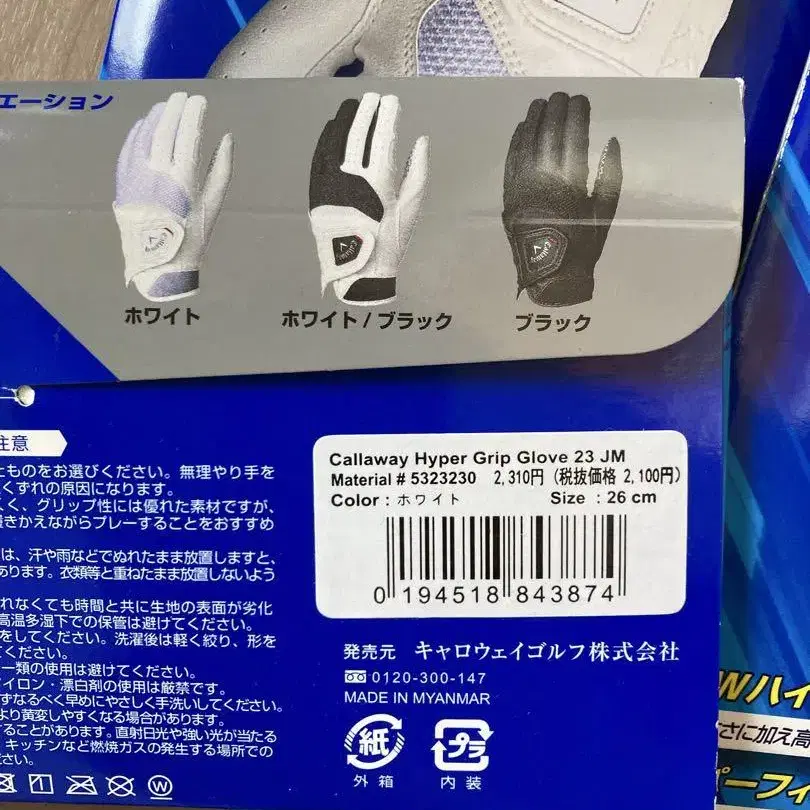 エーション
ホワイト
ホワイト / ブラック
ブラック
注意
ものをお選びください。無理やり手を
くずれの原因になります。
く、グリップ性には優れた素材ですが、
きかえながらプレーすることをおすすめ
は、汗や雨などでぬれたまま放置しますと、
あります。衣類等と重ねたまま放置しないよう
れなくても時間と共に生地の表面が劣化
高温多湿下での保管は避けてください。
をしてください。洗濯後は軽く絞り、形を
てください。
ー類の使用は避けてください。
イロン・漂白剤の使用は厳禁です。
ずなるべく早めにやさしく手洗いしてください。
より黄変しやすくなる場合があります。
することがあります。直射日光や強い光が当たる
キッチンなど燃焼ガスの発生する場所での
ださい。
Callaway Hyper Grip Glove 23 JM
Material # 5323230 2,310円 (税抜価格 2,100円)
Color : ホワイト Size : 26 cm
0 194518 843874
発売元 キャロウェイゴルフ株式会社
0120-300-147
MADE IN MYANMAR
紙
外箱
プラ
内装
W
Wハイ
さに加え高
パーフィ